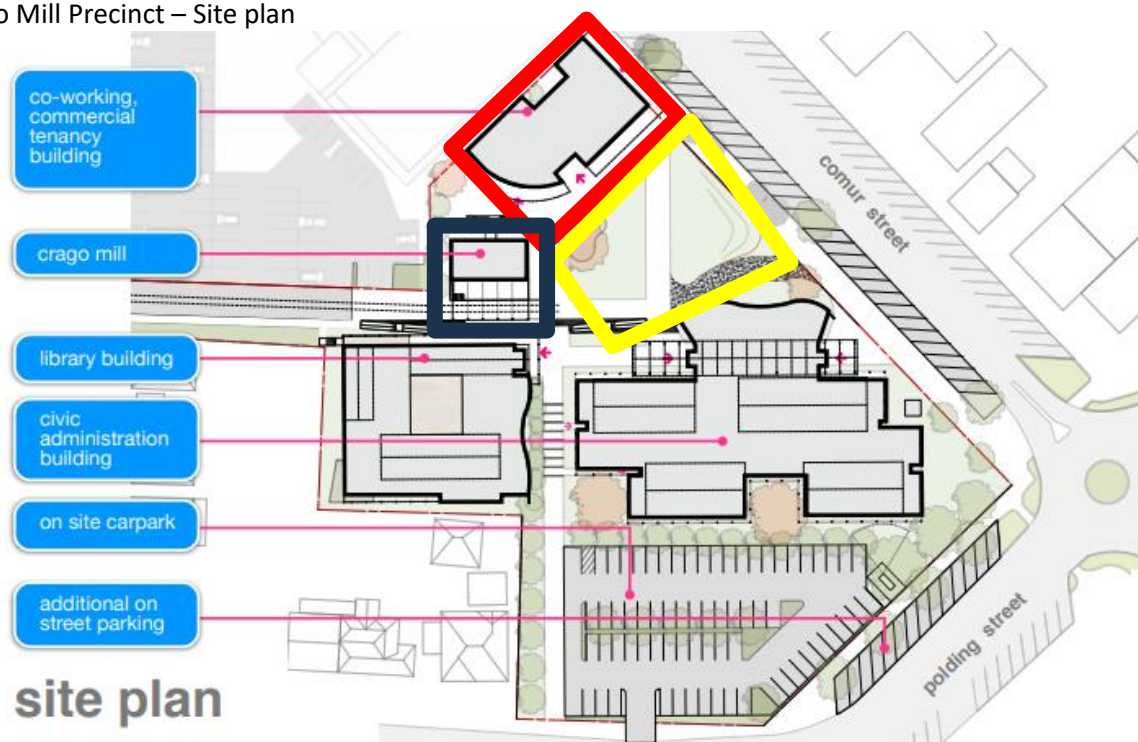 o Mill Precinct – Site plan
co-working,
commercial
tenancy
building
crago mill
library building
civic
administration
building
on site carpark
additional on
street parking
comur street
polding street
site plan